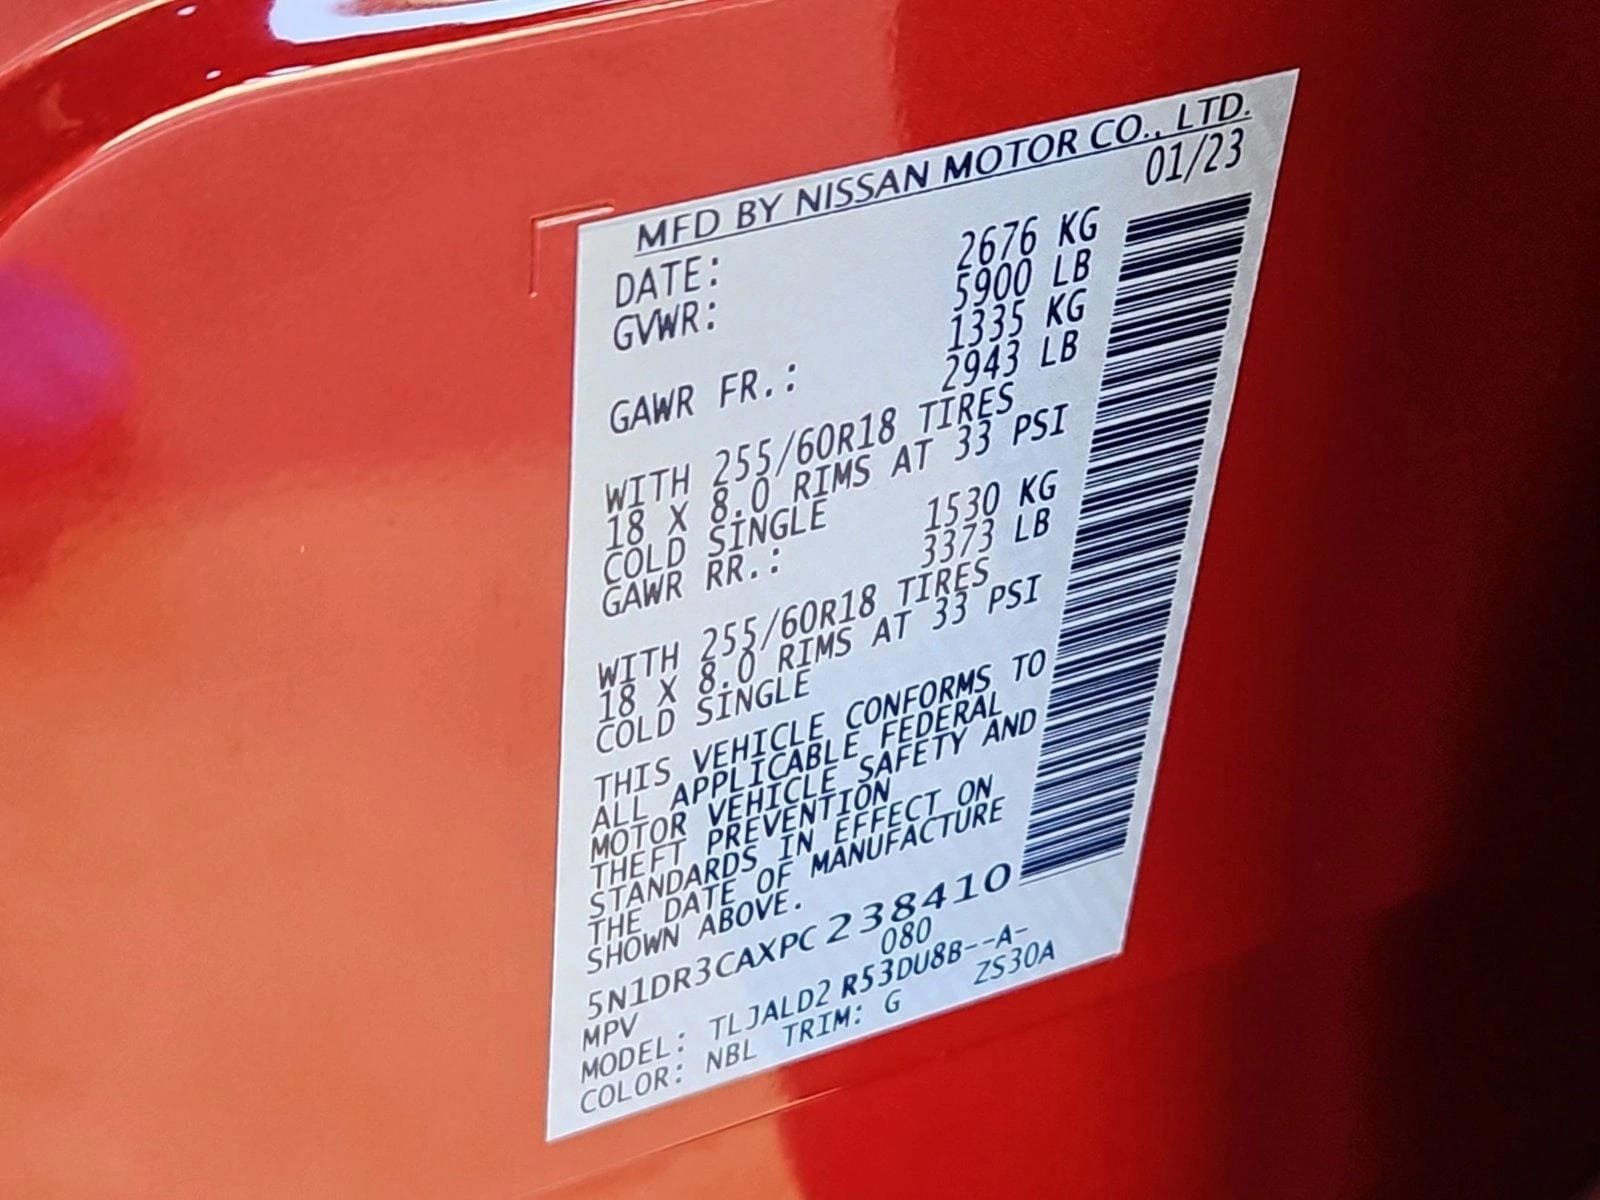 MFD BY NISSAN MOTOR CO., LTD.
DATE: 01/23
GVWR: 2676 KG
5900 LB
GAWR FR.: 1335 KG
2943 LB
WITH 255/60R18 TIRES
18 X 8.0 RIMS AT 33 PSI
COLD SINGLE
GAWR RR.: 1530 KG
3373 LB
WITH 255/60R18 TIRES
18 X 8.0 RIMS AT 33 PSI
COLD SINGLE
THIS VEHICLE CONFORMS TO
ALL APPLICABLE FEDERAL
MOTOR VEHICLE SAFETY AND
THEFT PREVENTION
STANDARDS IN EFFECT ON
THE DATE OF MANUFACTURE
SHOWN ABOVE.
5N1DR3CAXPC238410
MPV 080
MODEL: TLJALD2 R53DU8B--A-
COLOR: NBL TRIM: G ZS30A